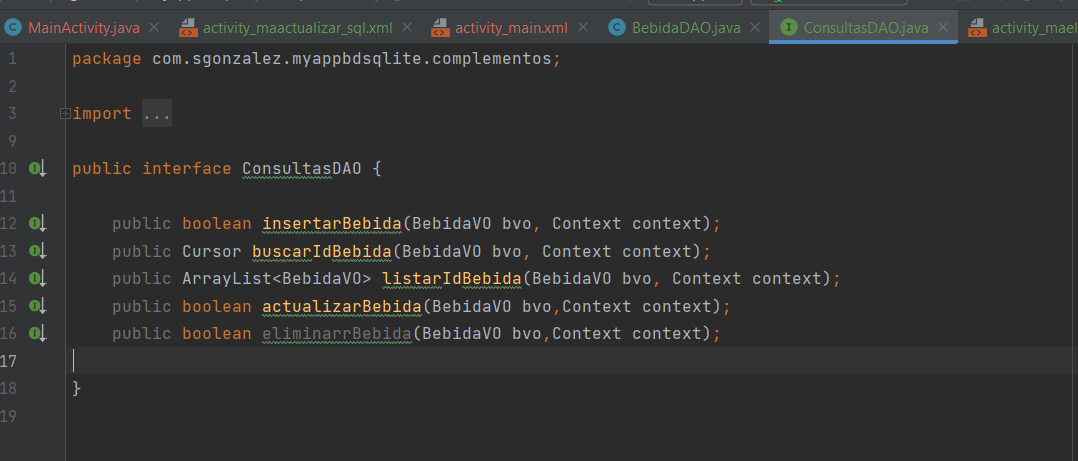 MainActivity.java activity_maactualizar_sql.xml activity_main.xml BebidaDAO.java ConsultasDAO.java activity_mael
1 package com.sgonzalez.myappbdsqlite.complementos;
2
3 import ...
9
10 public interface ConsultasDAO {
11
12 public boolean insertarBebida(BebidaVO bvo, Context context);
13 public Cursor buscarIdBebida(BebidaVO bvo, Context context);
14 public ArrayList<BebidaVO> listarIdBebida(BebidaVO bvo, Context context);
15 public boolean actualizarBebida(BebidaVO bvo,Context context);
16 public boolean eliminarrBebida(BebidaVO bvo,Context context);
17
18 }
19